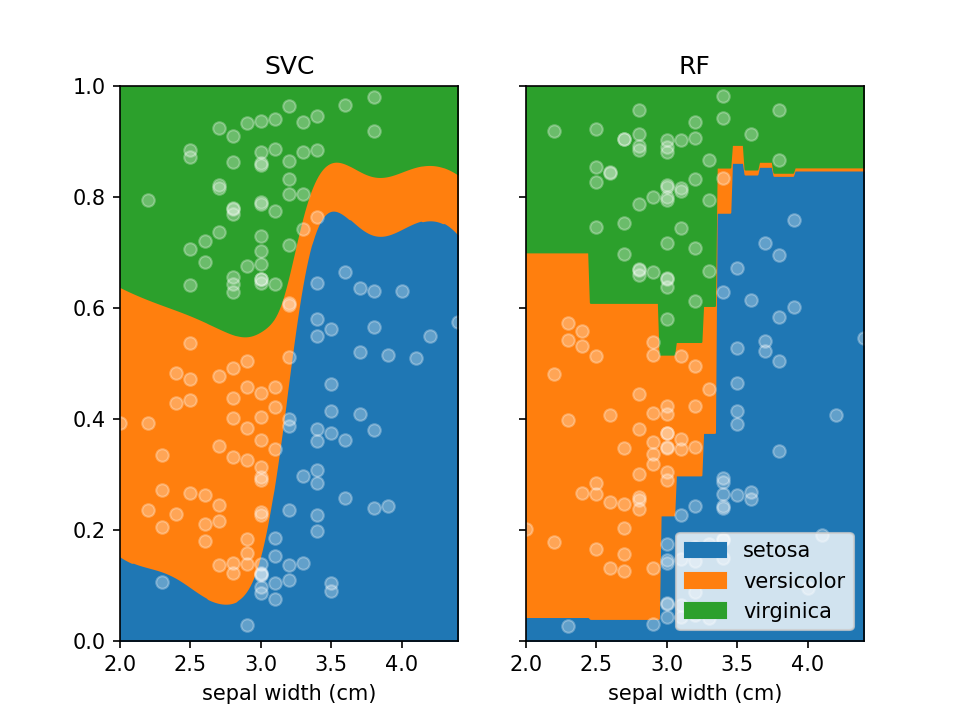 SVC
RF
1.0
0.8
0.6
0.4
0.2
0.0
2.0 2.5 3.0 3.5 4.0
sepal width (cm)
setosa
versicolor
virginica
2.0 2.5 3.0 3.5 4.0
sepal width (cm)